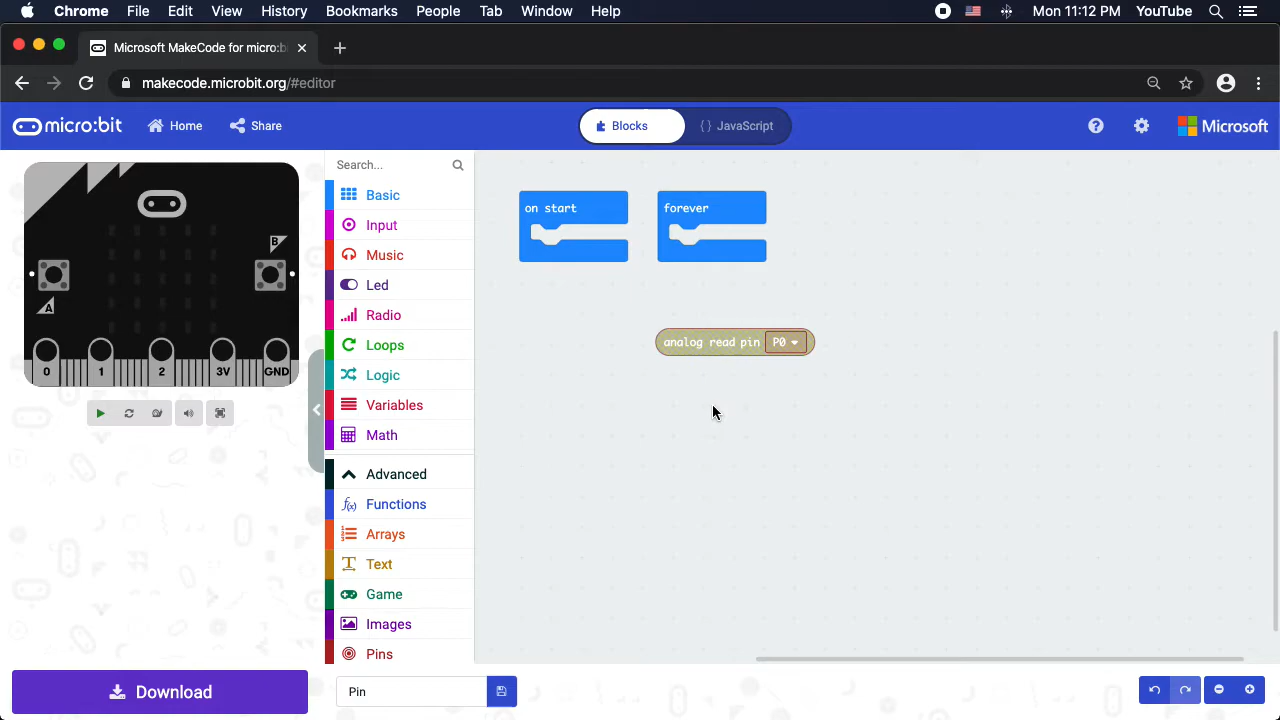 Chrome File Edit View History Bookmarks People Tab Window Help Mon 11:12 PM YouTube
Microsoft MakeCode for micro:b
makecode.microbit.org/#editor
micro:bit Home Share Blocks {} JavaScript Microsoft
Search...
Basic
Input
Music
Led
Radio
Loops
Logic
Variables
Math
Advanced
Functions
Arrays
Text
Game
Images
Pins
on start
forever
analog read pin P0
B
A
0 1 2 3V GND
Download
Pin